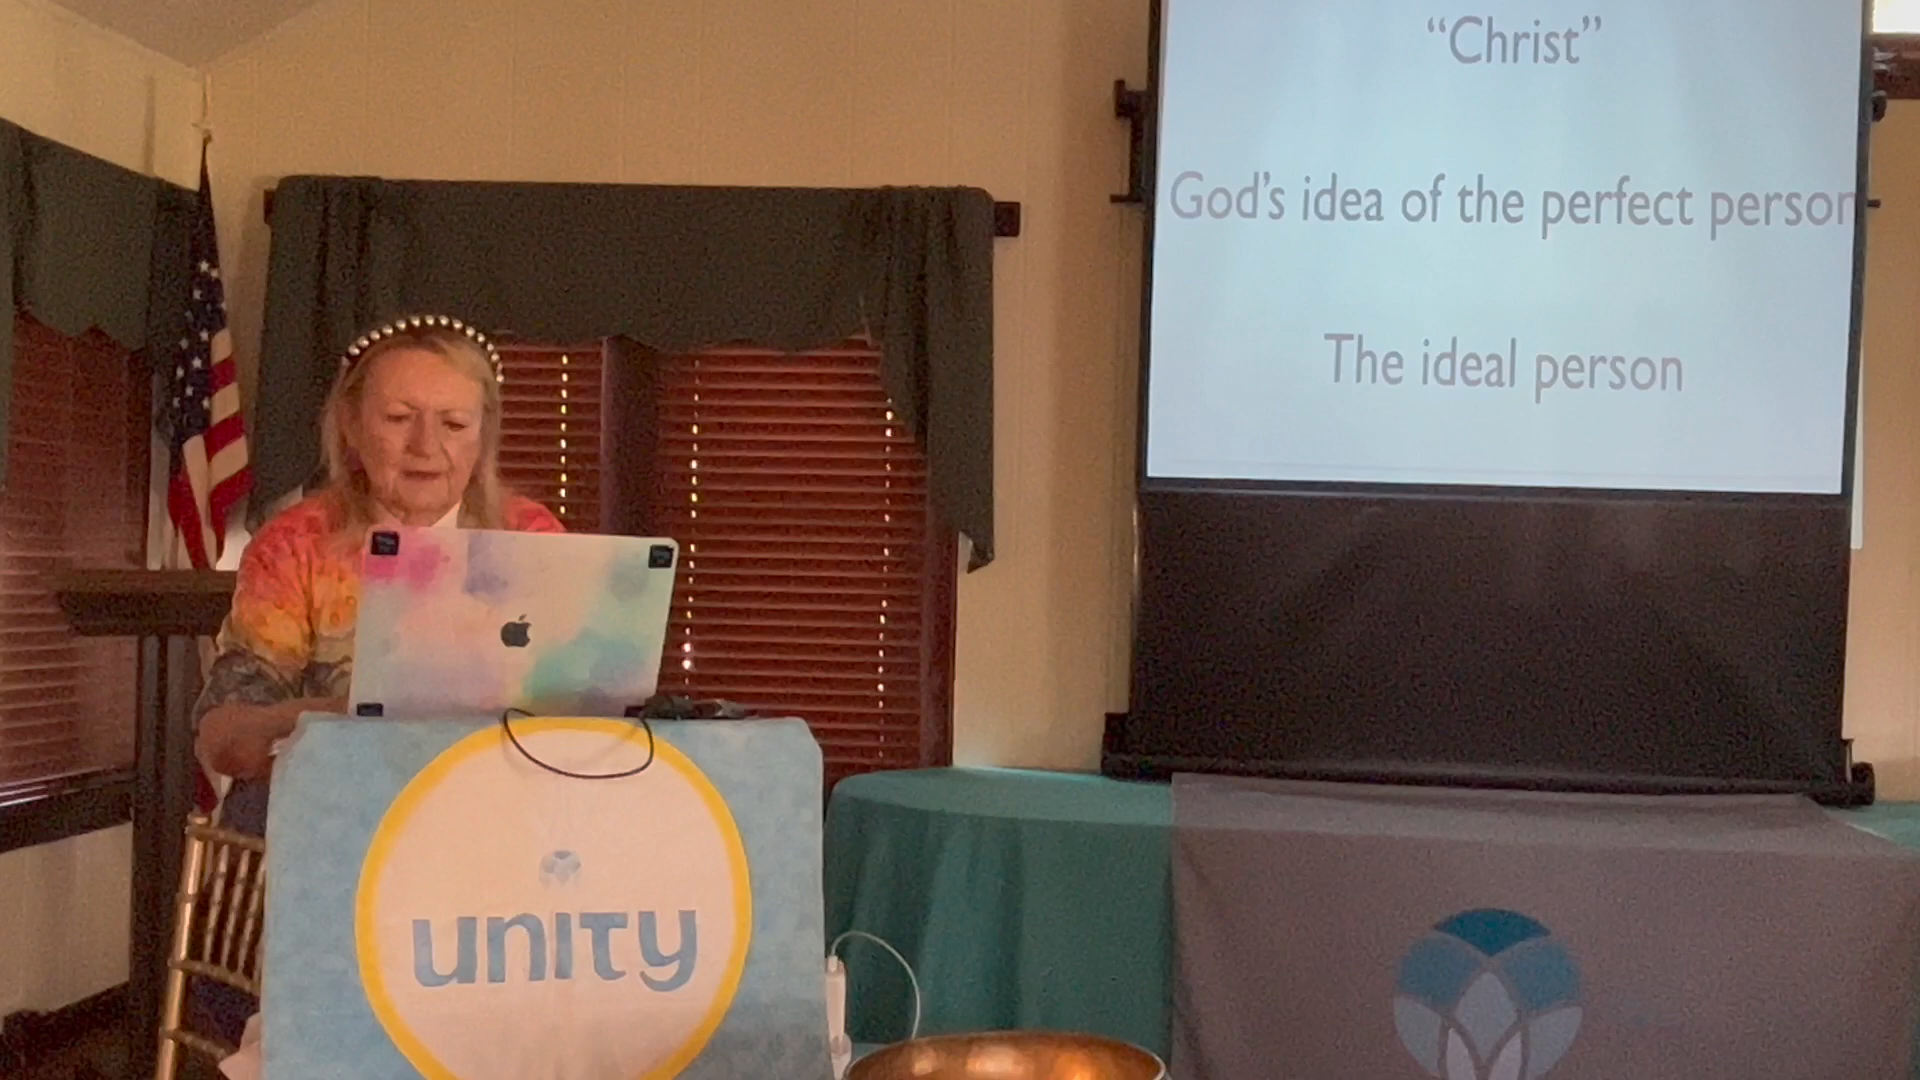 “Christ”
God’s idea of the perfect person
The ideal person
unity